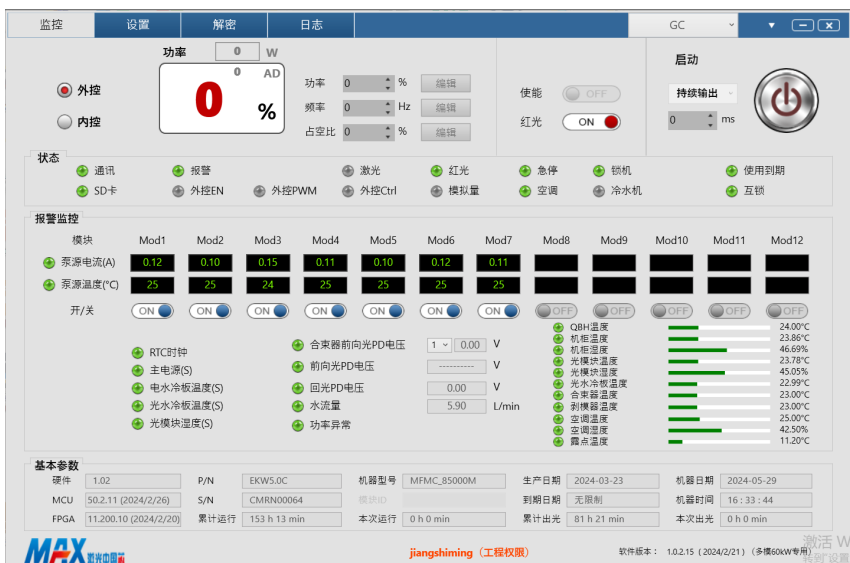 监控 设置 解密 日志 GC
功率 0 W
0 AD
0 %
外控
内控
功率 0 % 编辑
频率 0 Hz 编辑
占空比 0 % 编辑
使能 OFF
红光 ON
启动
持续输出
0 ms
状态
通讯 报警 激光 红光 急停 锁机 使用到期
SD卡 外控EN 外控PWM 外控Ctrl 模拟量 空调 冷水机 互锁
报警监控
模块 Mod1 Mod2 Mod3 Mod4 Mod5 Mod6 Mod7 Mod8 Mod9 Mod10 Mod11 Mod12
泵源电流(A) 0.12 0.10 0.15 0.11 0.10 0.12 0.11
泵源温度(°C) 25 25 24 25 25 25 25
开/关 ON ON ON ON ON ON ON OFF OFF OFF OFF OFF
RTC时钟
主电源(S)
电水冷板温度(S)
光水冷板温度(S)
光模块湿度(S)
合束器前向光PD电压 1 0.00 V
前向光PD电压 ---------- V
回光PD电压 0.00 V
水流量 5.90 L/min
功率异常
QBH温度 24.00°C
机柜温度 23.86°C
机柜湿度 46.69%
光模块温度 23.78°C
光模块湿度 45.05%
光水冷板温度 22.99°C
合束器温度 23.00°C
剥模器温度 23.00°C
空调温度 25.00°C
空调湿度 42.50%
露点温度 11.20°C
基本参数
硬件 1.02 P/N EKW5.0C 机器型号 MFMC_85000M 生产日期 2024-03-23 机器日期 2024-05-29
MCU 50.2.11 (2024/2/26) S/N CMRN00064 模块ID 到期日期 无限制 机器时间 16:33:44
FPGA 11.200.10 (2024/2/20) 累计运行 153 h 13 min 本次运行 0 h 0 min 累计出光 81 h 21 min 本次出光 0 h 0 min
MAX 激光中国芯 jiangshiming（工程权限） 软件版本： 1.0.2.15（2024/2/21）（多模60kW专用）
激活 W
转到"设置